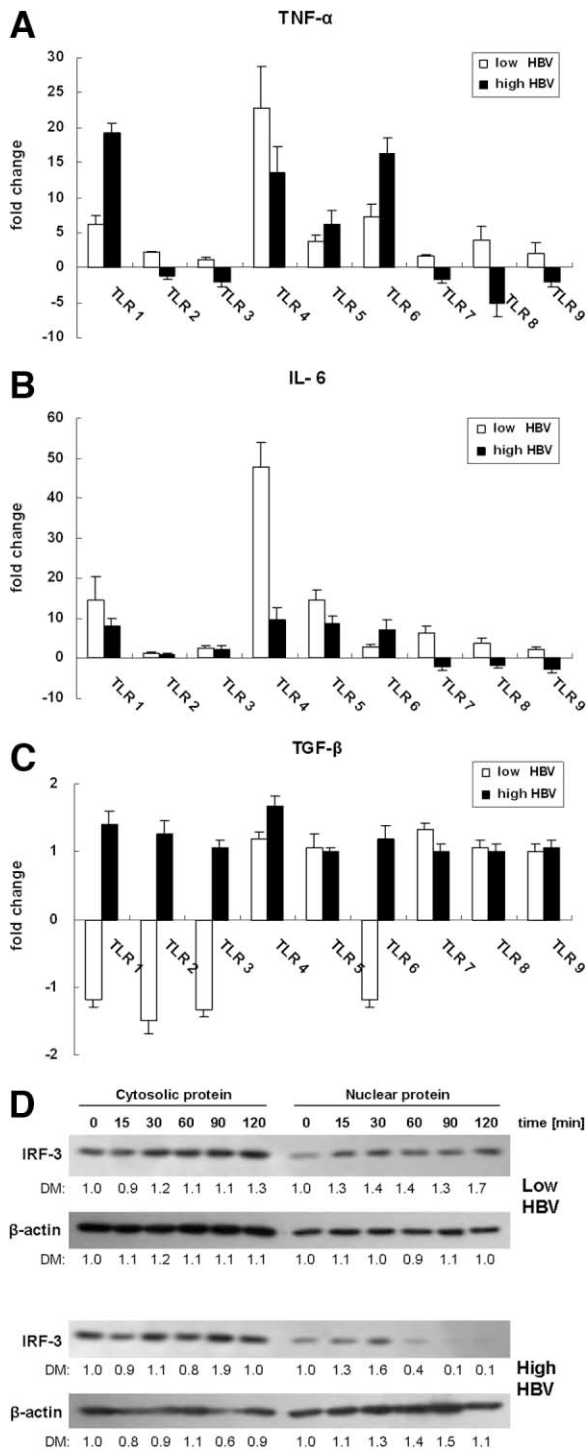 A
TNF-α
30
25
20
15
10
5
0
-5
-10
fold change
low HBV
high HBV
TLR 1
TLR 2
TLR 3
TLR 4
TLR 5
TLR 6
TLR 7
TLR 8
TLR 9
B
IL- 6
60
50
40
30
20
10
0
-10
fold change
low HBV
high HBV
TLR 1
TLR 2
TLR 3
TLR 4
TLR 5
TLR 6
TLR 7
TLR 8
TLR 9
C
TGF-β
2
1
0
-1
-2
fold change
low HBV
high HBV
TLR 1
TLR 2
TLR 3
TLR 4
TLR 5
TLR 6
TLR 7
TLR 8
TLR 9
D
Cytosolic protein Nuclear protein
0 15 30 60 90 120 0 15 30 60 90 120 time [min]
IRF-3
DM: 1.0 0.9 1.2 1.1 1.1 1.3 1.0 1.3 1.4 1.4 1.3 1.7
Low
HBV
β-actin
DM: 1.0 1.1 1.2 1.1 1.1 1.1 1.0 1.1 1.0 0.9 1.1 1.0
IRF-3
DM: 1.0 0.9 1.1 0.8 1.9 1.0 1.0 1.3 1.6 0.4 0.1 0.1
High
HBV
β-actin
DM: 1.0 0.8 0.9 1.1 0.6 0.9 1.0 1.1 1.3 1.4 1.5 1.1